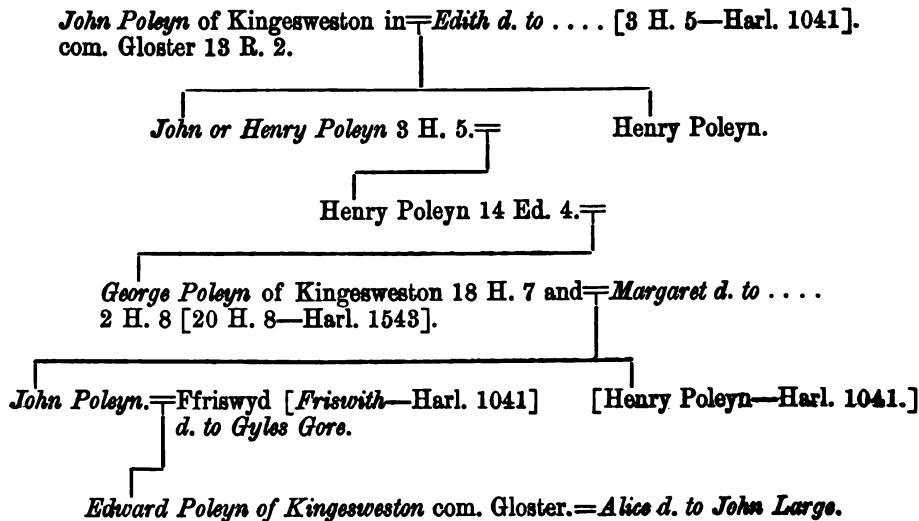 John Poleyn of Kingesweston in=Edith d. to .... [3 H. 5—Harl. 1041].
com. Gloster 13 R. 2.
John or Henry Poleyn 3 H. 5.= Henry Poleyn.
Henry Poleyn 14 Ed. 4.=
George Poleyn of Kingesweston 18 H. 7 and=Margaret d. to ....
2 H. 8 [20 H. 8—Harl. 1543].
John Poleyn.=Ffriswyd [Friswith—Harl. 1041] [Henry Poleyn—Harl. 1041.]
d. to Gyles Gore.
Edward Poleyn of Kingesweston com. Gloster.=Alice d. to John Large.